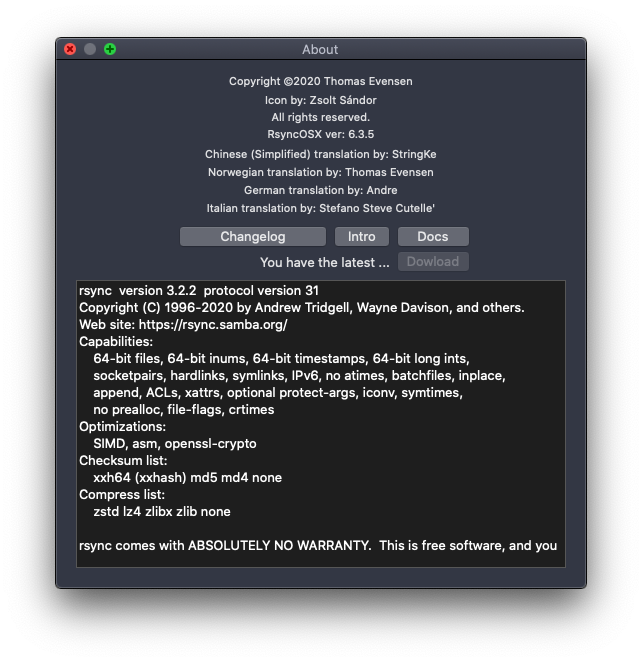 About
Copyright ©2020 Thomas Evensen
Icon by: Zsolt Sándor
All rights reserved.
RsyncOSX ver: 6.3.5
Chinese (Simplified) translation by: StringKe
Norwegian translation by: Thomas Evensen
German translation by: Andre
Italian translation by: Stefano Steve Cutelle'
Changelog Intro Docs
You have the latest ... Dowload
rsync  version 3.2.2  protocol version 31
Copyright (C) 1996-2020 by Andrew Tridgell, Wayne Davison, and others.
Web site: https://rsync.samba.org/
Capabilities:
64-bit files, 64-bit inums, 64-bit timestamps, 64-bit long ints,
socketpairs, hardlinks, symlinks, IPv6, no atimes, batchfiles, inplace,
append, ACLs, xattrs, optional protect-args, iconv, symtimes,
no prealloc, file-flags, crtimes
Optimizations:
SIMD, asm, openssl-crypto
Checksum list:
xxh64 (xxhash) md5 md4 none
Compress list:
zstd lz4 zlibx zlib none
rsync comes with ABSOLUTELY NO WARRANTY.  This is free software, and you